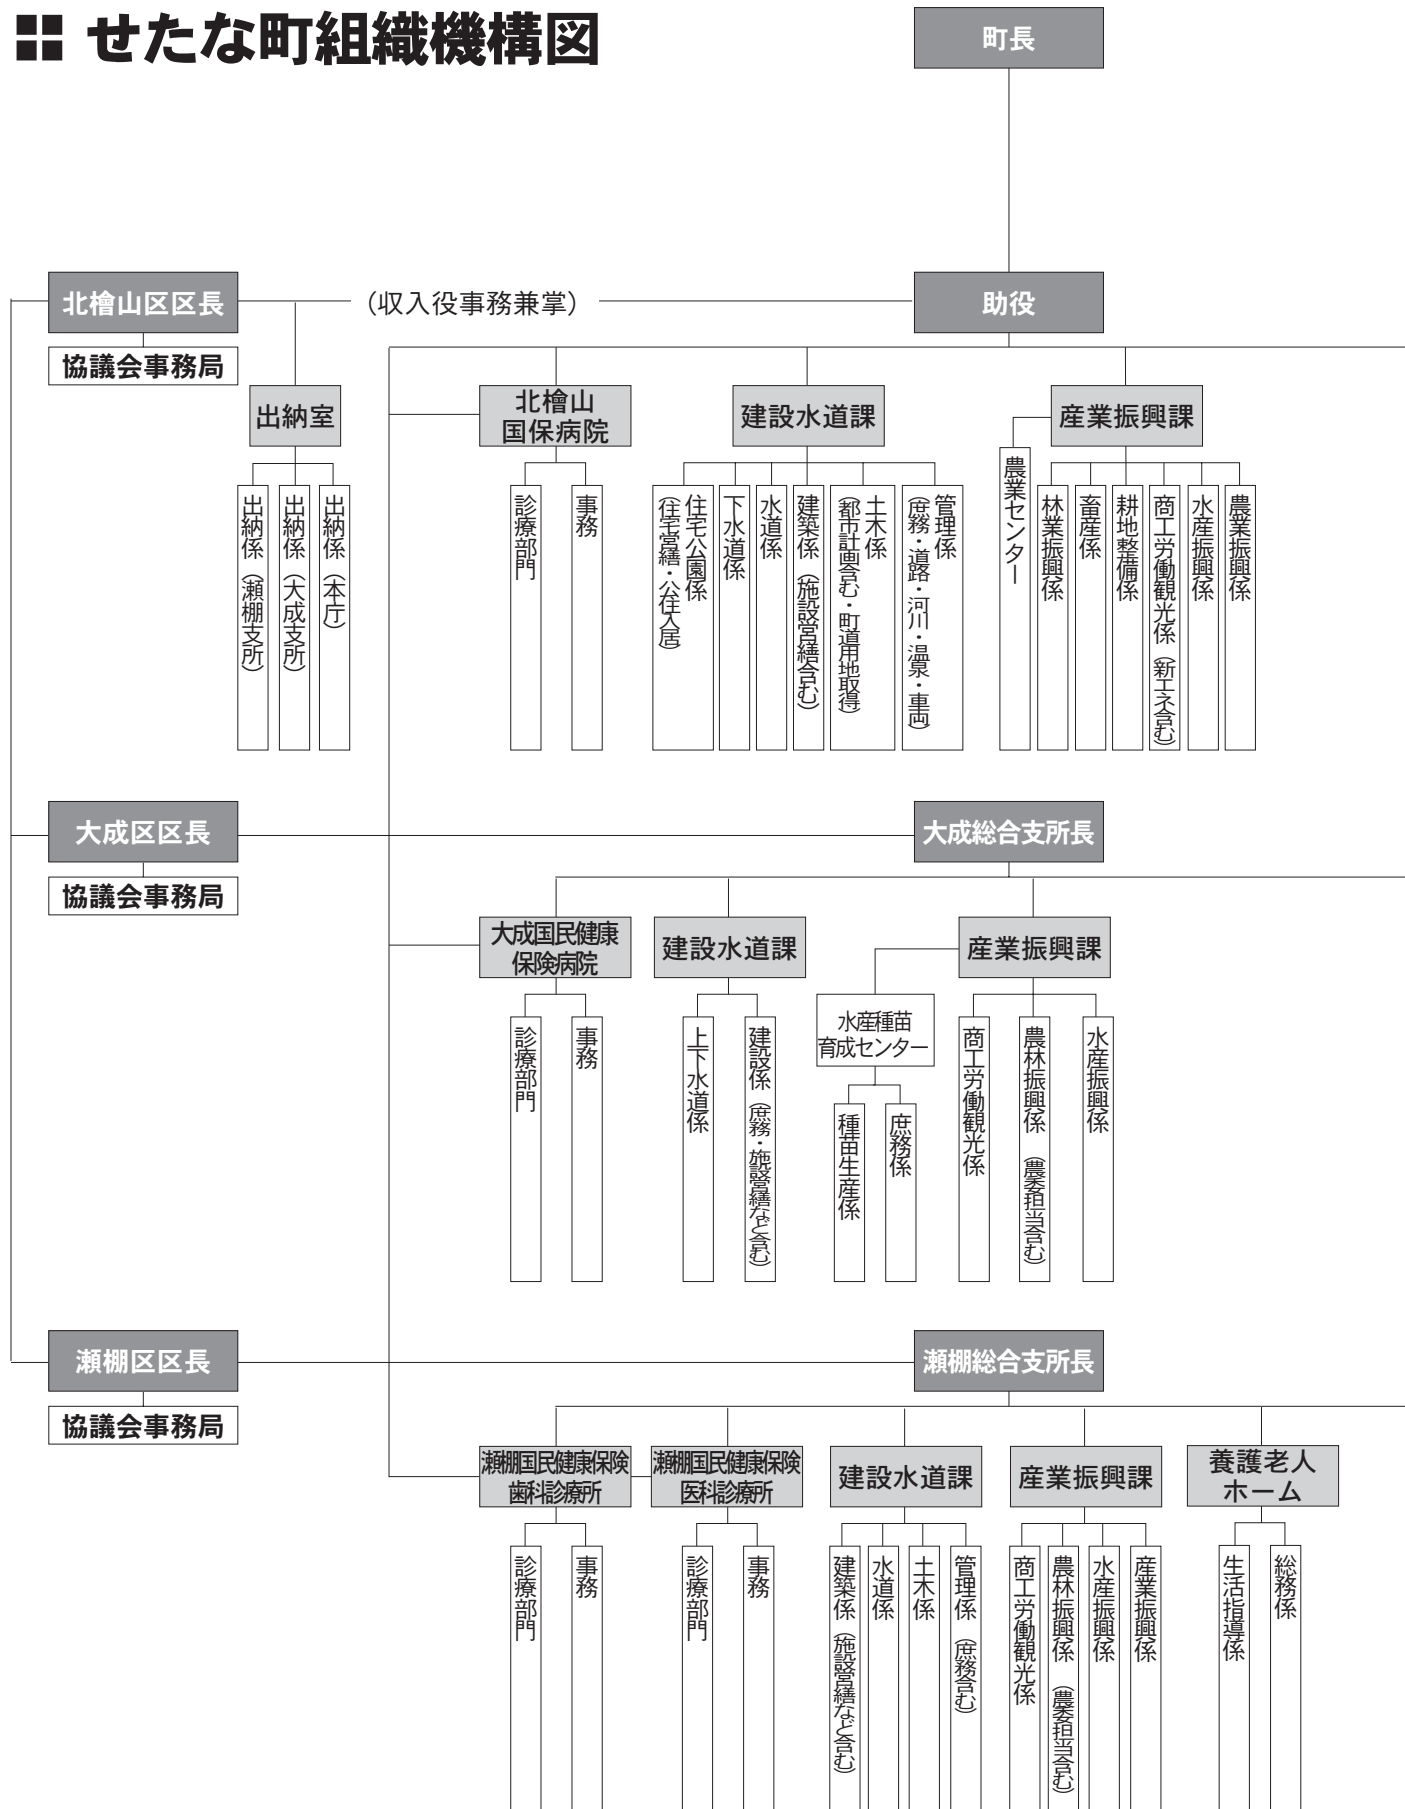 せたな町組織機構図
町長
北檜山区区長
(収入役事務兼掌)
助役
協議会事務局
出納室
北檜山
国保病院
建設水道課
産業振興課
出納係(瀬棚支所)
出納係(大成支所)
出納係(本庁)
診療部門
事務
住宅公園係
(住宅営繕・公住入居)
下水道係
水道係
建築係(施設営繕含む)
土木係
(都市計画含む・町道用地取得)
管理係
(庶務・道路・河川・温泉・車両)
農業センター
林業振興係
畜産係
耕地整備係
商工労働観光係(新エネ含む)
水産振興係
農業振興係
大成区区長
大成総合支所長
協議会事務局
大成国民健康
保険病院
建設水道課
産業振興課
水産種苗
育成センター
診療部門
事務
上下水道係
建設係(庶務・施設営繕など含む)
種苗生産係
庶務係
商工労働観光係
農林振興係(農委担当含む)
水産振興係
瀬棚区区長
瀬棚総合支所長
協議会事務局
瀬棚国民健康保険
歯科診療所
瀬棚国民健康保険
医科診療所
建設水道課
産業振興課
養護老人
ホーム
診療部門
事務
診療部門
事務
建築係(施設営繕など含む)
水道係
土木係
管理係(庶務含む)
商工労働観光係
農林振興係(農委担当含む)
水産振興係
産業振興係
生活指導係
総務係